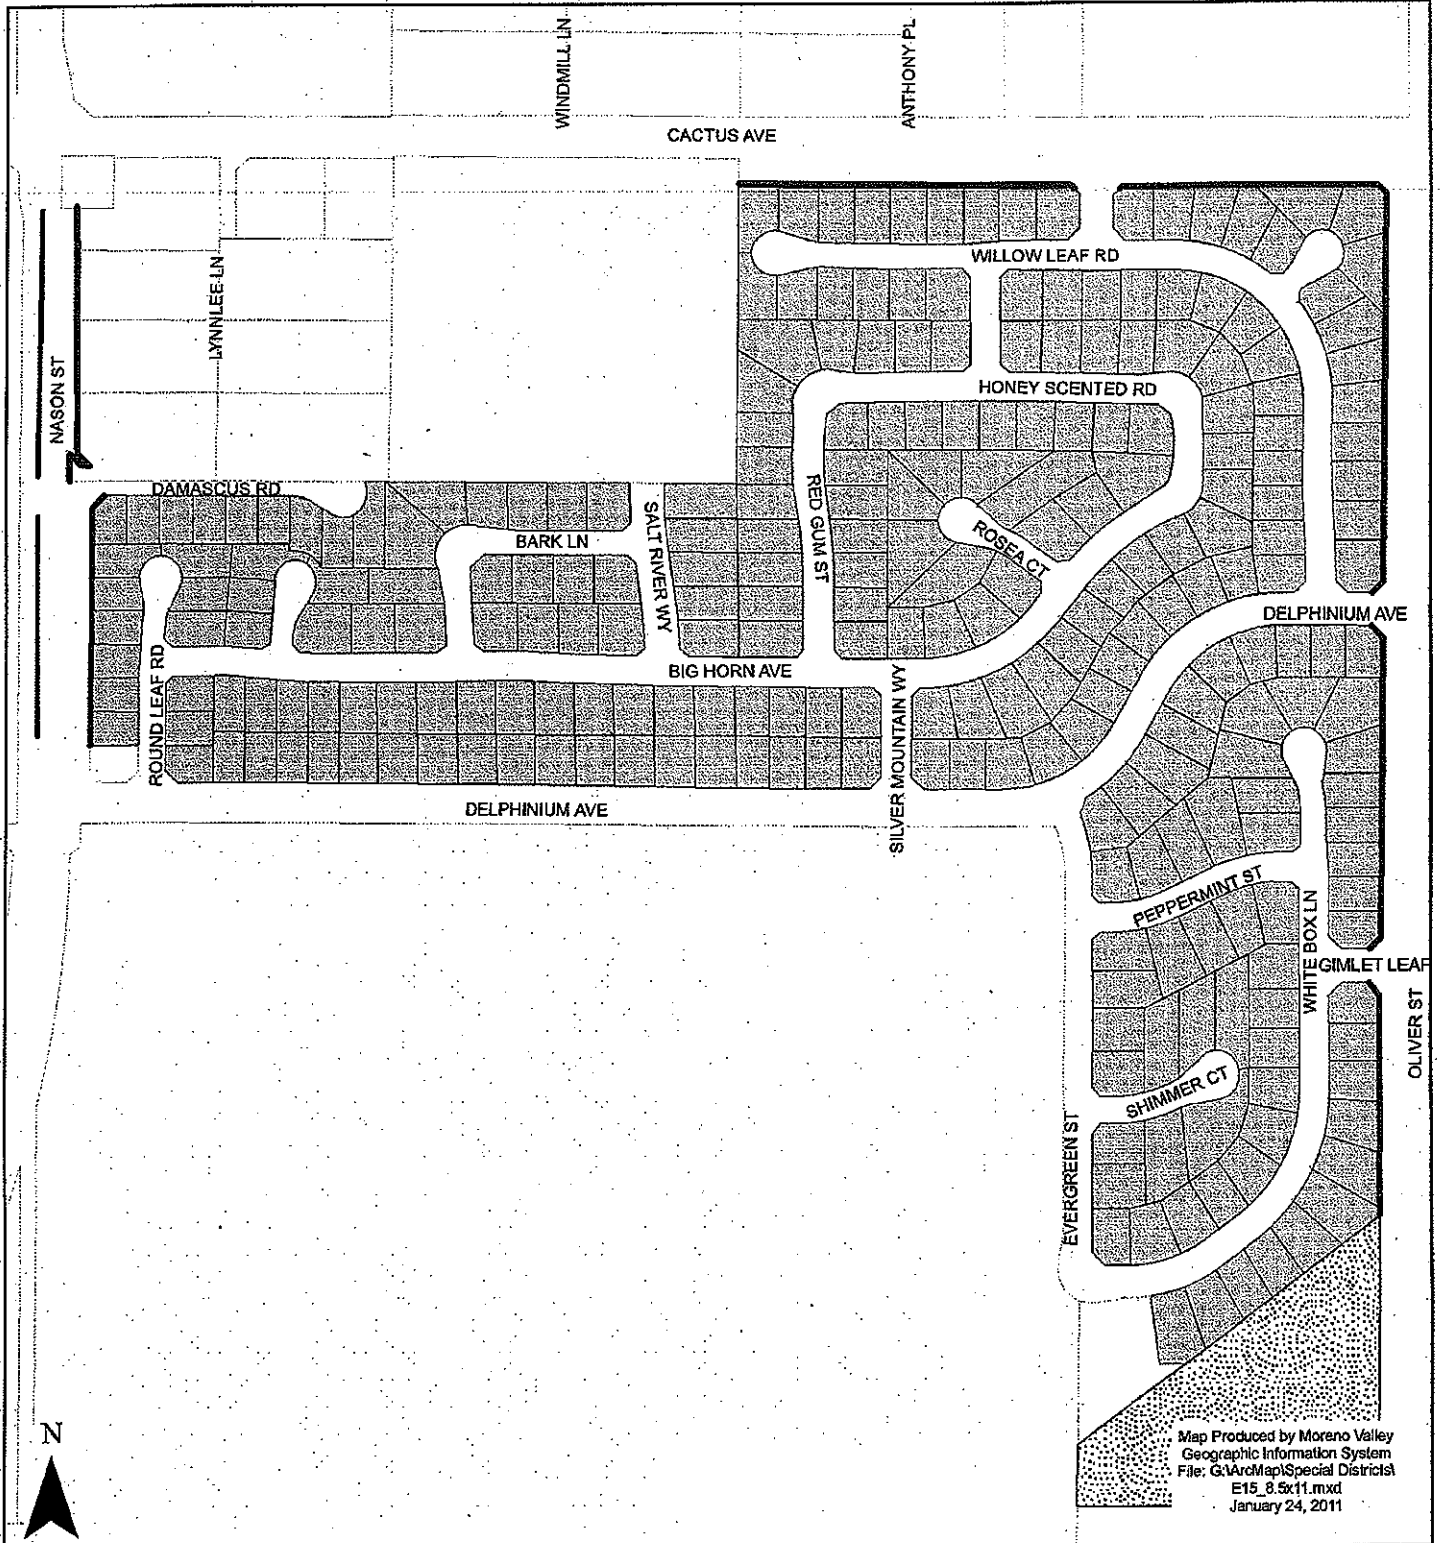 WINDMILL LN
ANTHONY PL
CACTUS AVE
WILLOW LEAF RD
LYNNLEE LN
NASON ST
HONEY SCENTED RD
DAMASCUS RD
RED GUM ST
SALT RIVER WY
BARK LN
ROSEA CT
DELPHINIUM AVE
BIG HORN AVE
ROUND LEAF RD
SILVER MOUNTAIN WY
DELPHINIUM AVE
PEPPERMINT ST
WHITE BOX LN
GIMLET LEAF
OLIVER ST
SHIMMER CT
EVERGREEN ST
N
Map Produced by Moreno Valley
Geographic Information System
File: G:\ArcMap\Special Districts\
E15_8.5x11.mxd
January 24, 2011